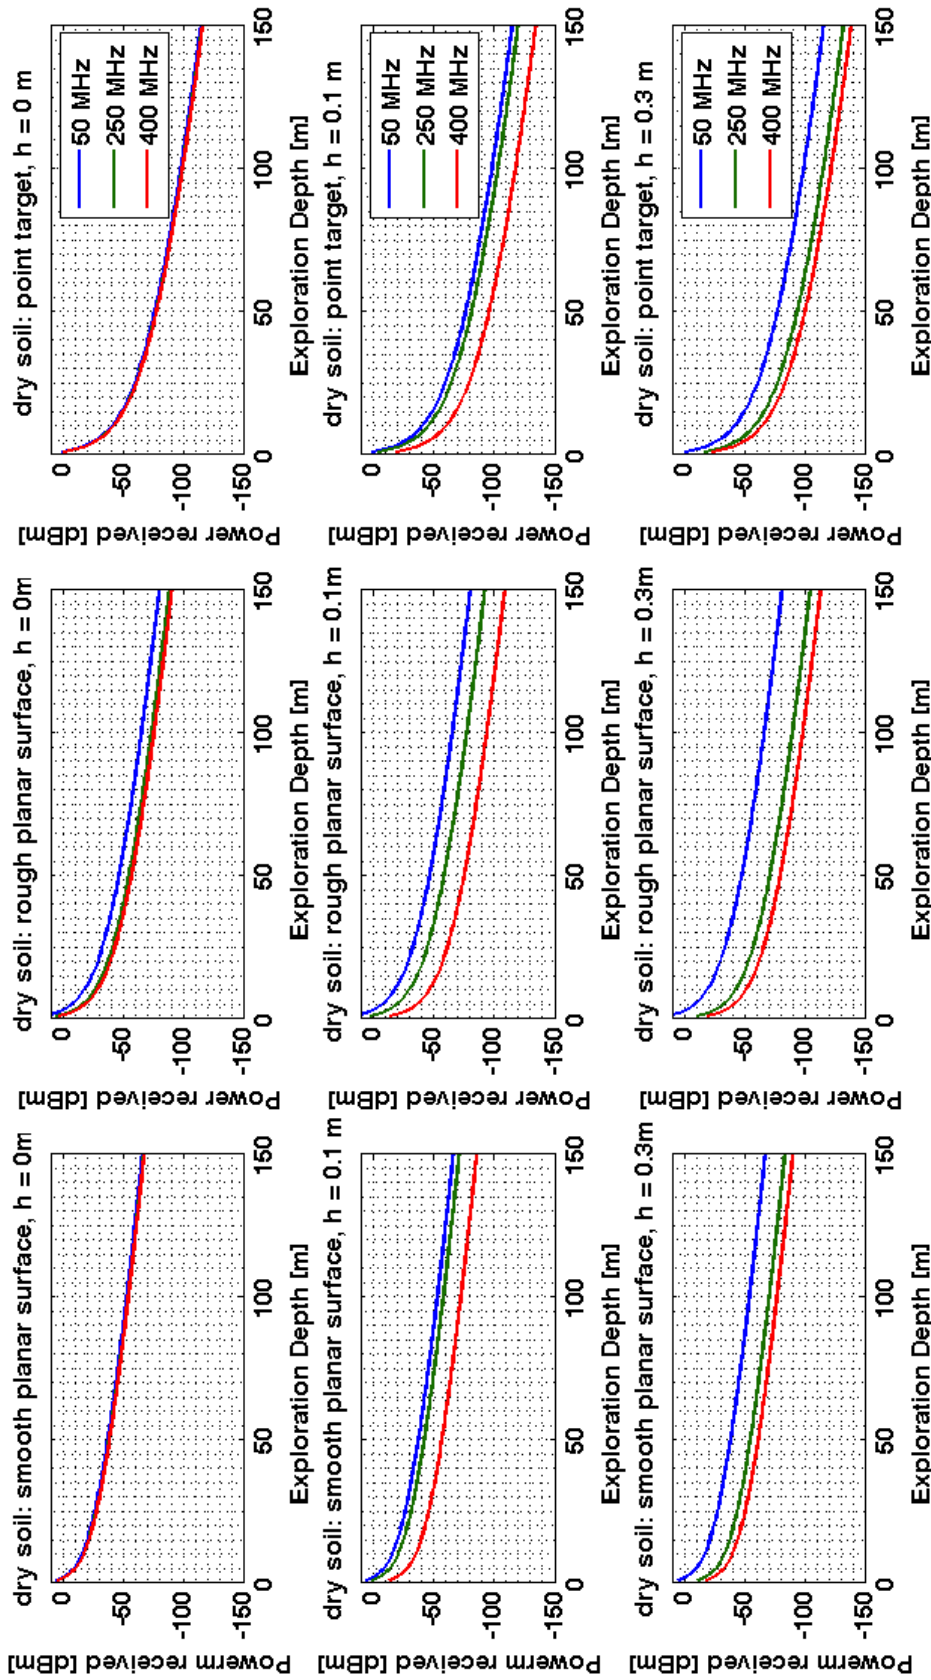 dry soil: smooth planar surface, h = 0m
Powerm received [dBm]
0
-50
-100
-150
0
50
100
150
Exploration Depth [m]
dry soil: rough planar surface, h = 0m
Power received [dBm]
0
-50
-100
-150
0
50
100
150
Exploration Depth [m]
dry soil: point target, h = 0 m
Power received [dBm]
0
-50
-100
-150
50 MHz
250 MHz
400 MHz
0
50
100
150
Exploration Depth [m]
dry soil: smooth planar surface, h = 0.1 m
Powerm received [dBm]
0
-50
-100
-150
0
50
100
150
Exploration Depth [m]
dry soil: rough planar surface, h = 0.1m
Power received [dBm]
0
-50
-100
-150
0
50
100
150
Exploration Depth [m]
dry soil: point target, h = 0.1 m
Power received [dBm]
0
-50
-100
-150
50 MHz
250 MHz
400 MHz
0
50
100
150
Exploration Depth [m]
dry soil: smooth planar surface, h = 0.3m
Powerm received [dBm]
0
-50
-100
-150
0
50
100
150
Exploration Depth [m]
dry soil: rough planar surface, h = 0.3m
Power received [dBm]
0
-50
-100
-150
0
50
100
150
Exploration Depth [m]
dry soil: point target, h = 0.3 m
Power received [dBm]
0
-50
-100
-150
50 MHz
250 MHz
400 MHz
0
50
100
150
Exploration Depth [m]